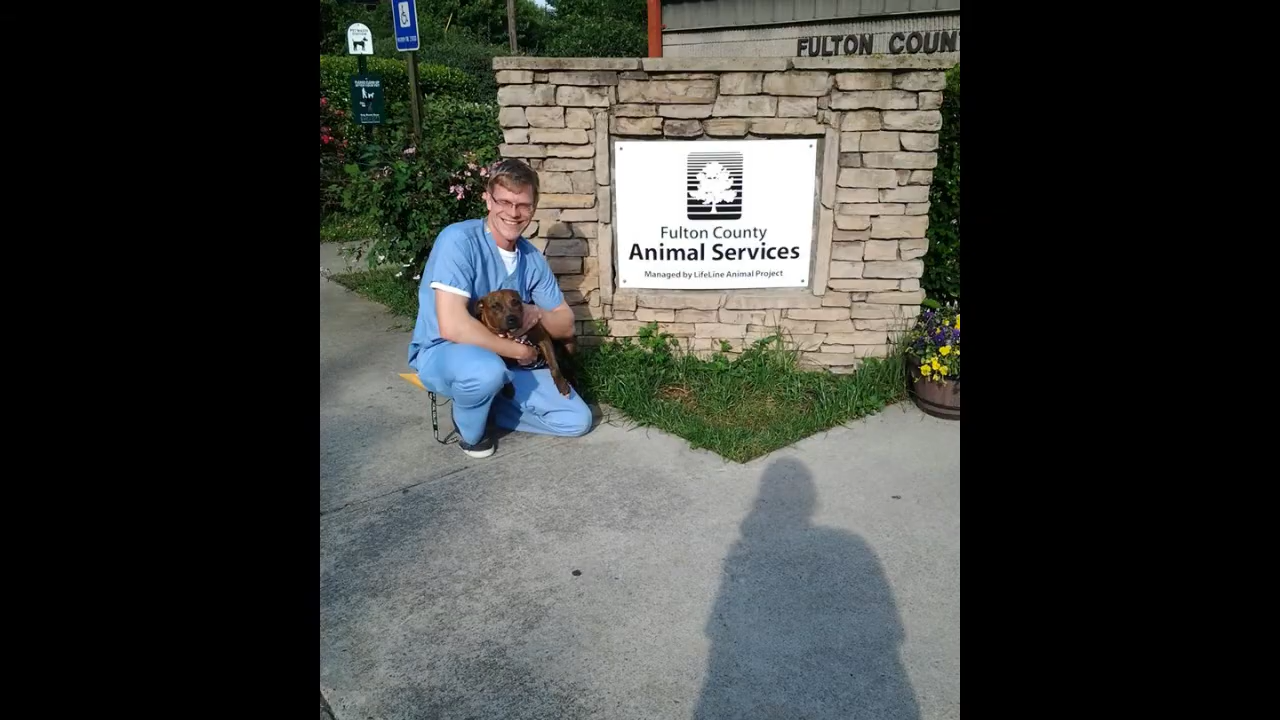 FULTON COUN
Fulton County
Animal Services
Managed by LifeLine Animal Project